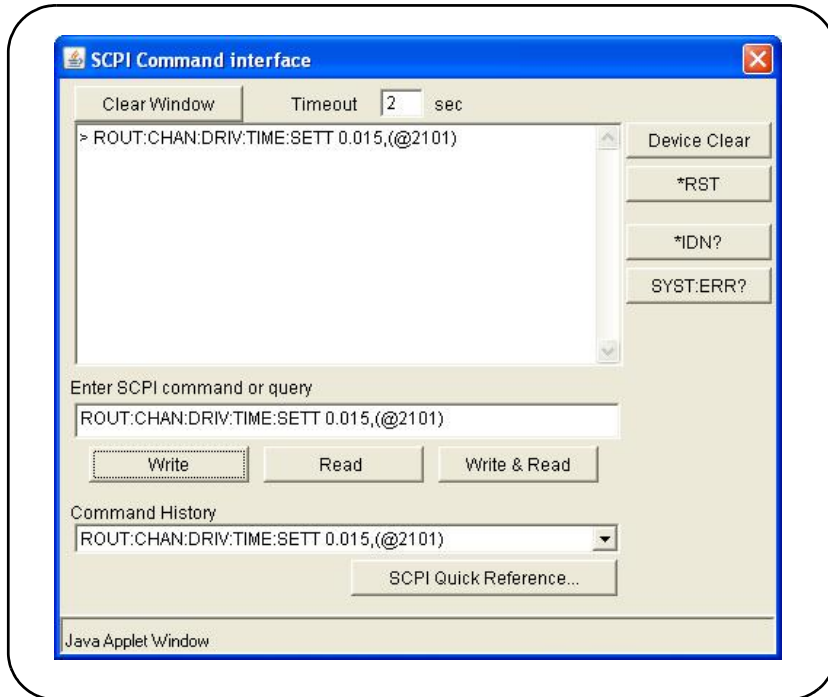 SCPI Command interface
Clear Window Timeout 2 sec
> ROUT:CHAN:DRIV:TIME:SETT 0.015,(@2101)
Device Clear
*RST
*IDN?
SYST:ERR?
Enter SCPI command or query
ROUT:CHAN:DRIV:TIME:SETT 0.015,(@2101)
Write Read Write & Read
Command History
ROUT:CHAN:DRIV:TIME:SETT 0.015,(@2101)
SCPI Quick Reference...
Java Applet Window